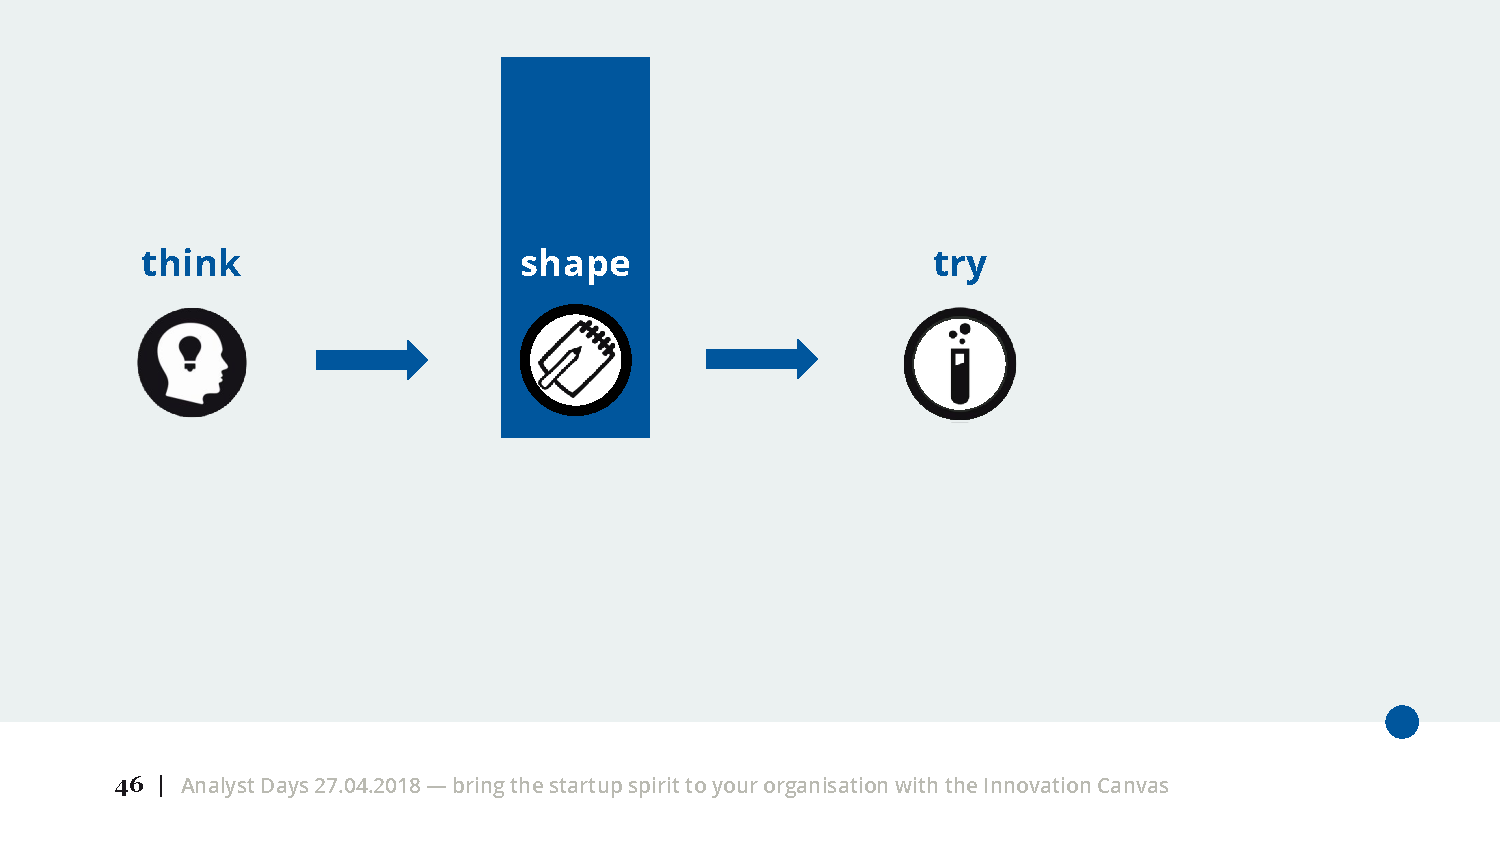 think
shape
try
46 | Analyst Days 27.04.2018 — bring the startup spirit to your organisation with the Innovation Canvas